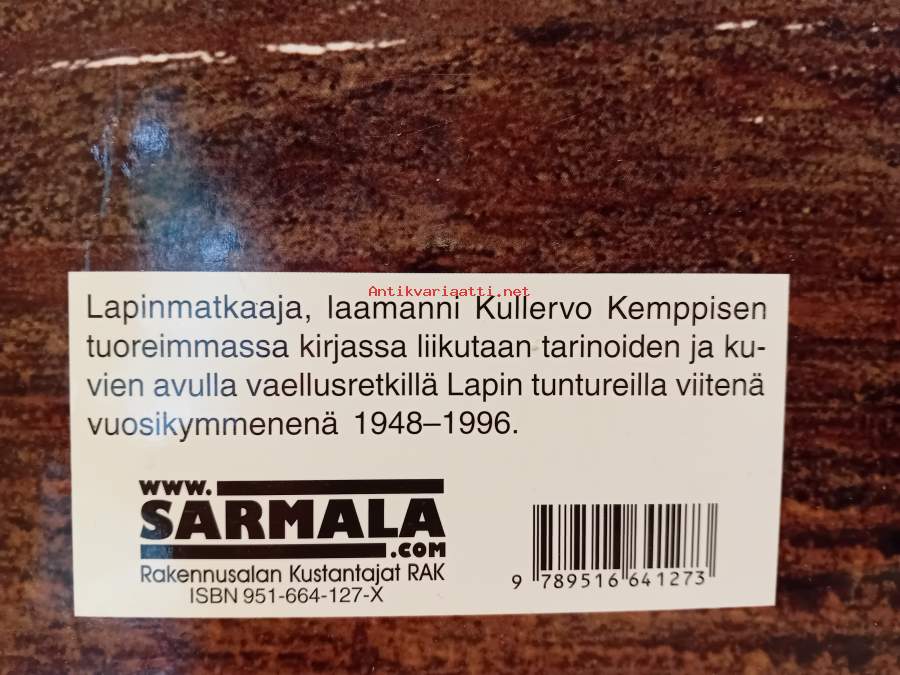 Antikvariaatti.net
Lapinmatkaaja, laamanni Kullervo Kemppisen
tuoreimmassa kirjassa liikutaan tarinoiden ja ku-
vien avulla vaellusretkillä Lapin tuntureilla viitenä
vuosikymmenenä 1948–1996.
www.
SARMALA
.COM
Rakennusalan Kustantajat RAK
ISBN 951-664-127-X
9 789516 641273